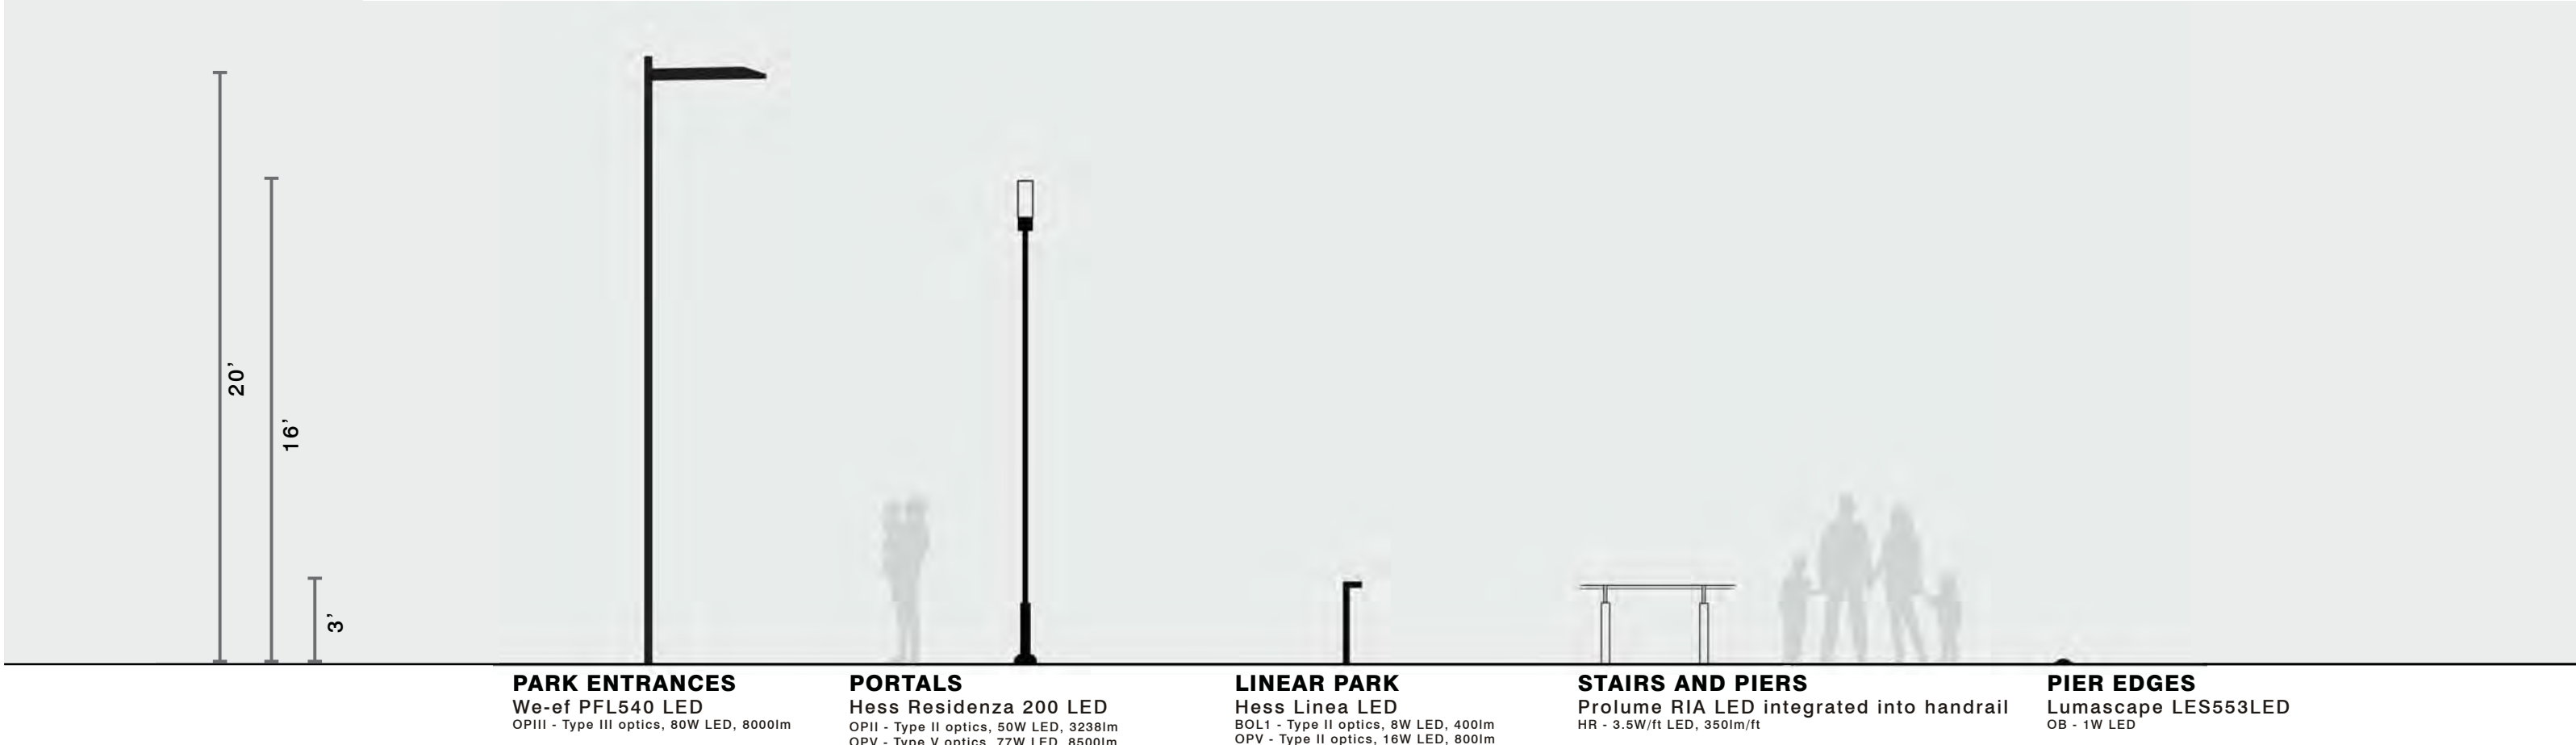 20’
16’
3’
PARK ENTRANCES
We-ef PFL540 LED
OPIII - Type III optics, 80W LED, 8000lm
PORTALS
Hess Residenza 200 LED
OPII - Type II optics, 50W LED, 3238lm
OPV - Type V optics, 77W LED, 8500lm
LINEAR PARK
Hess Linea LED
BOL1 - Type II optics, 8W LED, 400lm
OPV - Type II optics, 16W LED, 800lm
STAIRS AND PIERS
Prolume RIA LED integrated into handrail
HR - 3.5W/ft LED, 350lm/ft
PIER EDGES
Lumascape LES553LED
OB - 1W LED